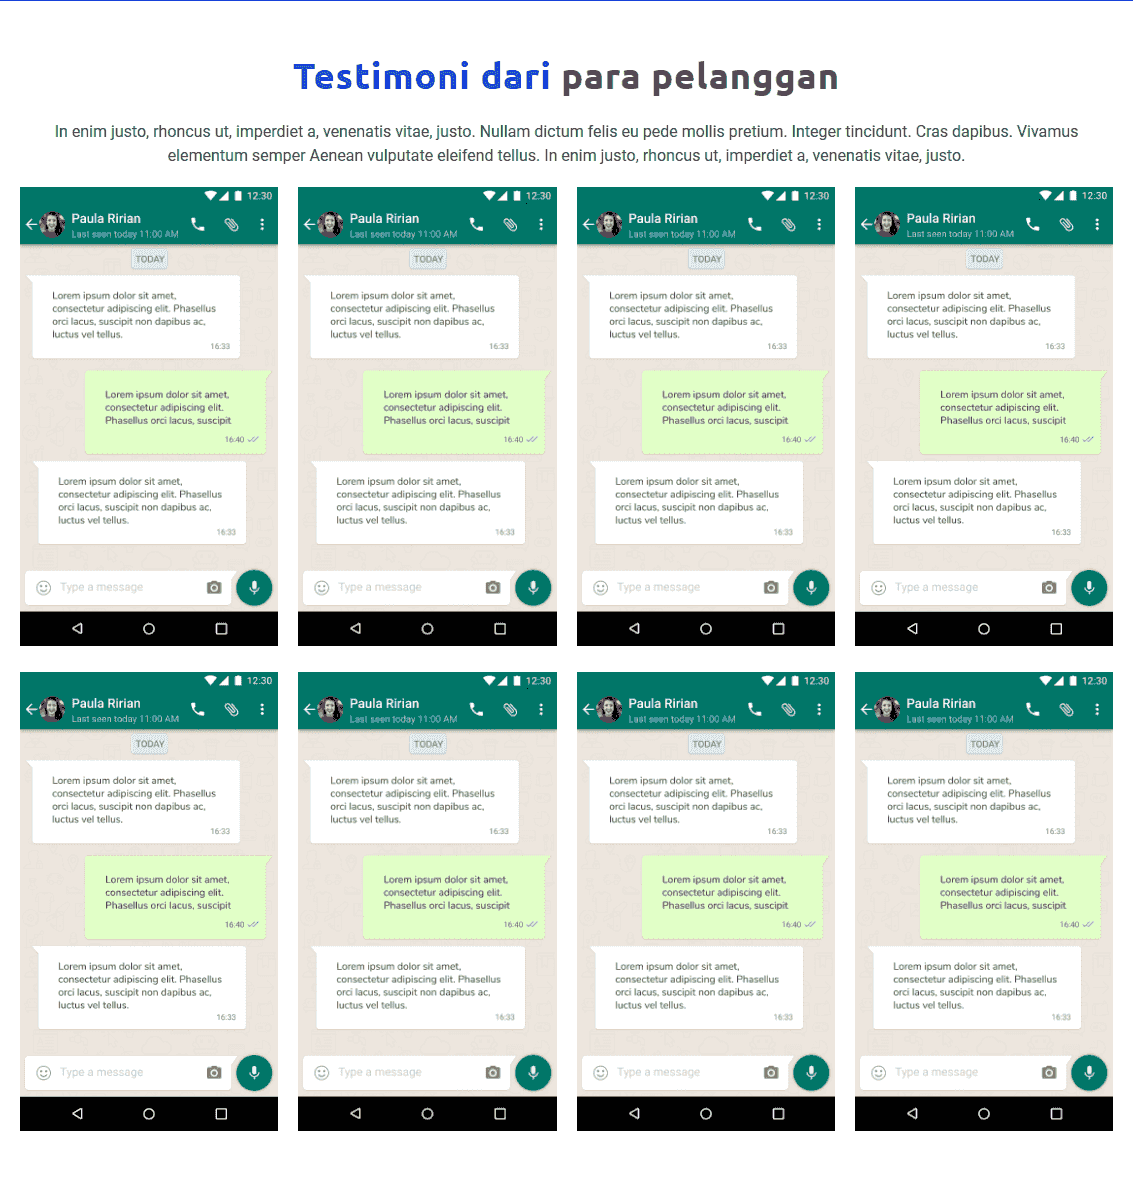 Testimoni dari para pelanggan
In enim justo, rhoncus ut, imperdiet a, venenatis vitae, justo. Nullam dictum felis eu pede mollis pretium. Integer tincidunt. Cras dapibus. Vivamus
elementum semper Aenean vulputate eleifend tellus. In enim justo, rhoncus ut, imperdiet a, venenatis vitae, justo.
12:30
Paula Ririan
Last seen today 11:00 AM
TODAY
Lorem ipsum dolor sit amet,
consectetur adipiscing elit. Phasellus
orci lacus, suscipit non dapibus ac,
luctus vel tellus.
16:33
Lorem ipsum dolor sit amet,
consectetur adipiscing elit.
Phasellus orci lacus, suscipit
16:40
Lorem ipsum dolor sit amet,
consectetur adipiscing elit. Phasellus
orci lacus, suscipit non dapibus ac,
luctus vel tellus.
16:33
Type a message
12:30
Paula Ririan
Last seen today 11:00 AM
TODAY
Lorem ipsum dolor sit amet,
consectetur adipiscing elit. Phasellus
orci lacus, suscipit non dapibus ac,
luctus vel tellus.
16:33
Lorem ipsum dolor sit amet,
consectetur adipiscing elit.
Phasellus orci lacus, suscipit
16:40
Lorem ipsum dolor sit amet,
consectetur adipiscing elit. Phasellus
orci lacus, suscipit non dapibus ac,
luctus vel tellus.
16:33
Type a message
12:30
Paula Ririan
Last seen today 11:00 AM
TODAY
Lorem ipsum dolor sit amet,
consectetur adipiscing elit. Phasellus
orci lacus, suscipit non dapibus ac,
luctus vel tellus.
16:33
Lorem ipsum dolor sit amet,
consectetur adipiscing elit.
Phasellus orci lacus, suscipit
16:40
Lorem ipsum dolor sit amet,
consectetur adipiscing elit. Phasellus
orci lacus, suscipit non dapibus ac,
luctus vel tellus.
16:33
Type a message
12:30
Paula Ririan
Last seen today 11:00 AM
TODAY
Lorem ipsum dolor sit amet,
consectetur adipiscing elit. Phasellus
orci lacus, suscipit non dapibus ac,
luctus vel tellus.
16:33
Lorem ipsum dolor sit amet,
consectetur adipiscing elit.
Phasellus orci lacus, suscipit
16:40
Lorem ipsum dolor sit amet,
consectetur adipiscing elit. Phasellus
orci lacus, suscipit non dapibus ac,
luctus vel tellus.
16:33
Type a message
12:30
Paula Ririan
Last seen today 11:00 AM
TODAY
Lorem ipsum dolor sit amet,
consectetur adipiscing elit. Phasellus
orci lacus, suscipit non dapibus ac,
luctus vel tellus.
16:33
Lorem ipsum dolor sit amet,
consectetur adipiscing elit.
Phasellus orci lacus, suscipit
16:40
Lorem ipsum dolor sit amet,
consectetur adipiscing elit. Phasellus
orci lacus, suscipit non dapibus ac,
luctus vel tellus.
16:33
Type a message
12:30
Paula Ririan
Last seen today 11:00 AM
TODAY
Lorem ipsum dolor sit amet,
consectetur adipiscing elit. Phasellus
orci lacus, suscipit non dapibus ac,
luctus vel tellus.
16:33
Lorem ipsum dolor sit amet,
consectetur adipiscing elit.
Phasellus orci lacus, suscipit
16:40
Lorem ipsum dolor sit amet,
consectetur adipiscing elit. Phasellus
orci lacus, suscipit non dapibus ac,
luctus vel tellus.
16:33
Type a message
12:30
Paula Ririan
Last seen today 11:00 AM
TODAY
Lorem ipsum dolor sit amet,
consectetur adipiscing elit. Phasellus
orci lacus, suscipit non dapibus ac,
luctus vel tellus.
16:33
Lorem ipsum dolor sit amet,
consectetur adipiscing elit.
Phasellus orci lacus, suscipit
16:40
Lorem ipsum dolor sit amet,
consectetur adipiscing elit. Phasellus
orci lacus, suscipit non dapibus ac,
luctus vel tellus.
16:33
Type a message
12:30
Paula Ririan
Last seen today 11:00 AM
TODAY
Lorem ipsum dolor sit amet,
consectetur adipiscing elit. Phasellus
orci lacus, suscipit non dapibus ac,
luctus vel tellus.
16:33
Lorem ipsum dolor sit amet,
consectetur adipiscing elit.
Phasellus orci lacus, suscipit
16:40
Lorem ipsum dolor sit amet,
consectetur adipiscing elit. Phasellus
orci lacus, suscipit non dapibus ac,
luctus vel tellus.
16:33
Type a message